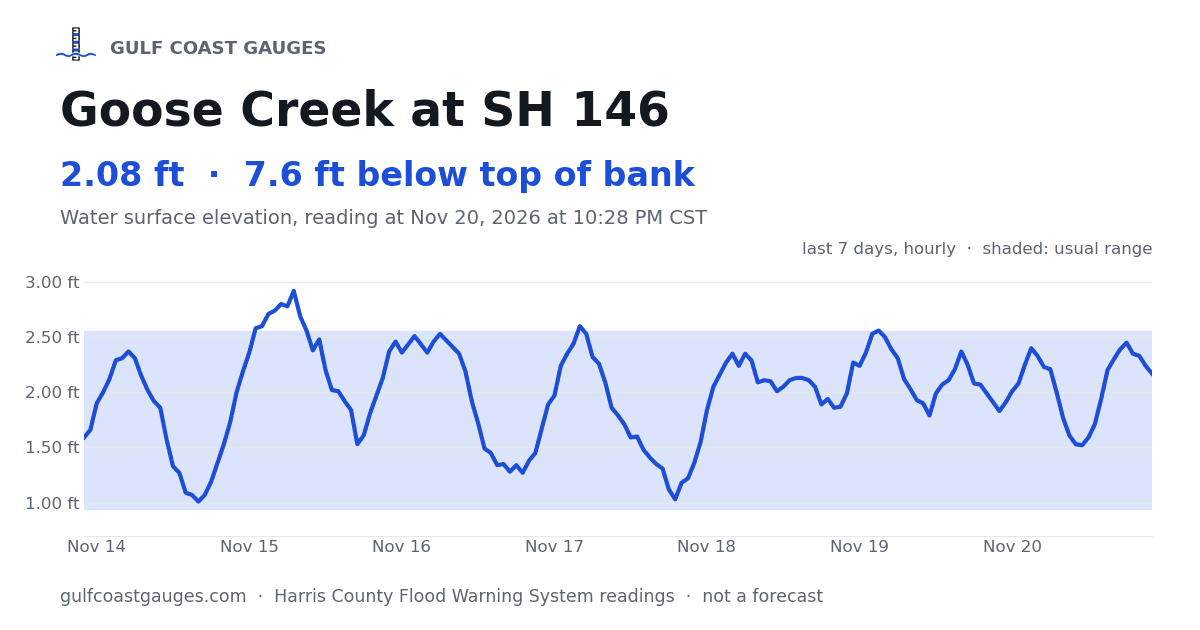 GULF COAST GAUGES
Goose Creek at SH 146
2.08 ft · 7.6 ft below top of bank
Water surface elevation, reading at Nov 20, 2026 at 10:28 PM CST
last 7 days, hourly · shaded: usual range
3.00 ft
2.50 ft
2.00 ft
1.50 ft
1.00 ft
Nov 14 Nov 15 Nov 16 Nov 17 Nov 18 Nov 19 Nov 20
gulfcoastgauges.com · Harris County Flood Warning System readings · not a forecast